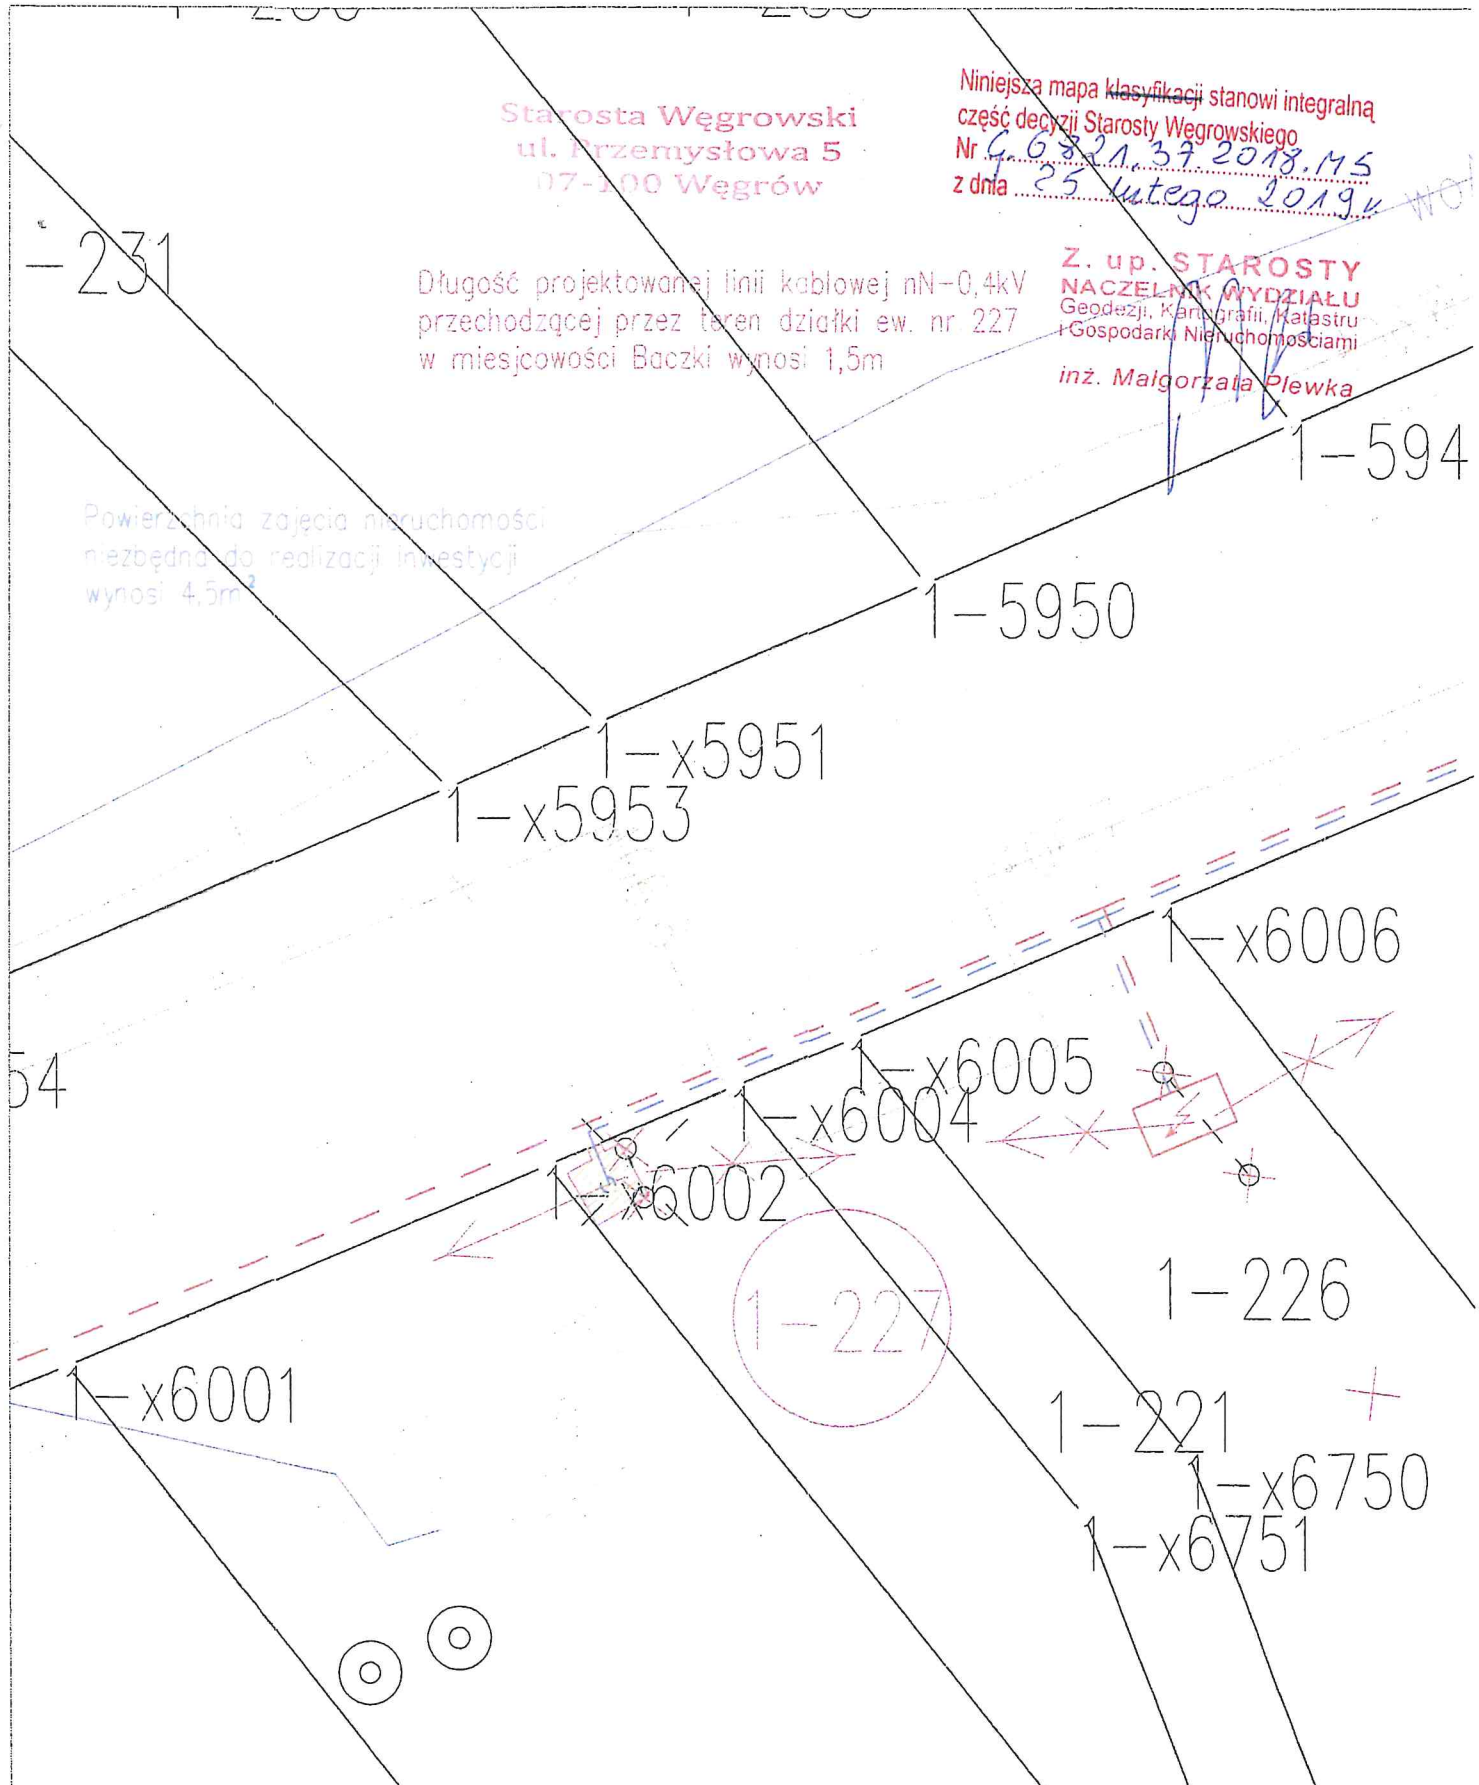 Starosta Węgrowski
ul. Przemysłowa 5
07-100 Węgrów
Niniejsza mapa klasyfikacji stanowi integralną
część decyzji Starosty Węgrowskiego
Nr G.6821.37.2018.MS
z dnia 25 lutego 2019r
Z. up. STAROSTY
NACZELNIK WYDZIAŁU
Geodezji, Kartografii, Katastru
i Gospodarki Nieruchomościami
inż. Małgorzata Plewka
-231
Długość projektowanej linii kablowej nN-0,4kV
przechodzącej przez teren działki ew. nr 227
w miesjcowości Baczki wynosi 1,5m
1-594
Powierzchnia zajęcia nieruchomości
niezbędna do realizacji inwestycji
wynosi 4,5m²
1-5950
1-x5951
1-x5953
1-x6006
54
1-x6005
1-x6004
1-x6002
1-226
1-227
1-x6001
1-221
1-x6750
1-x6751